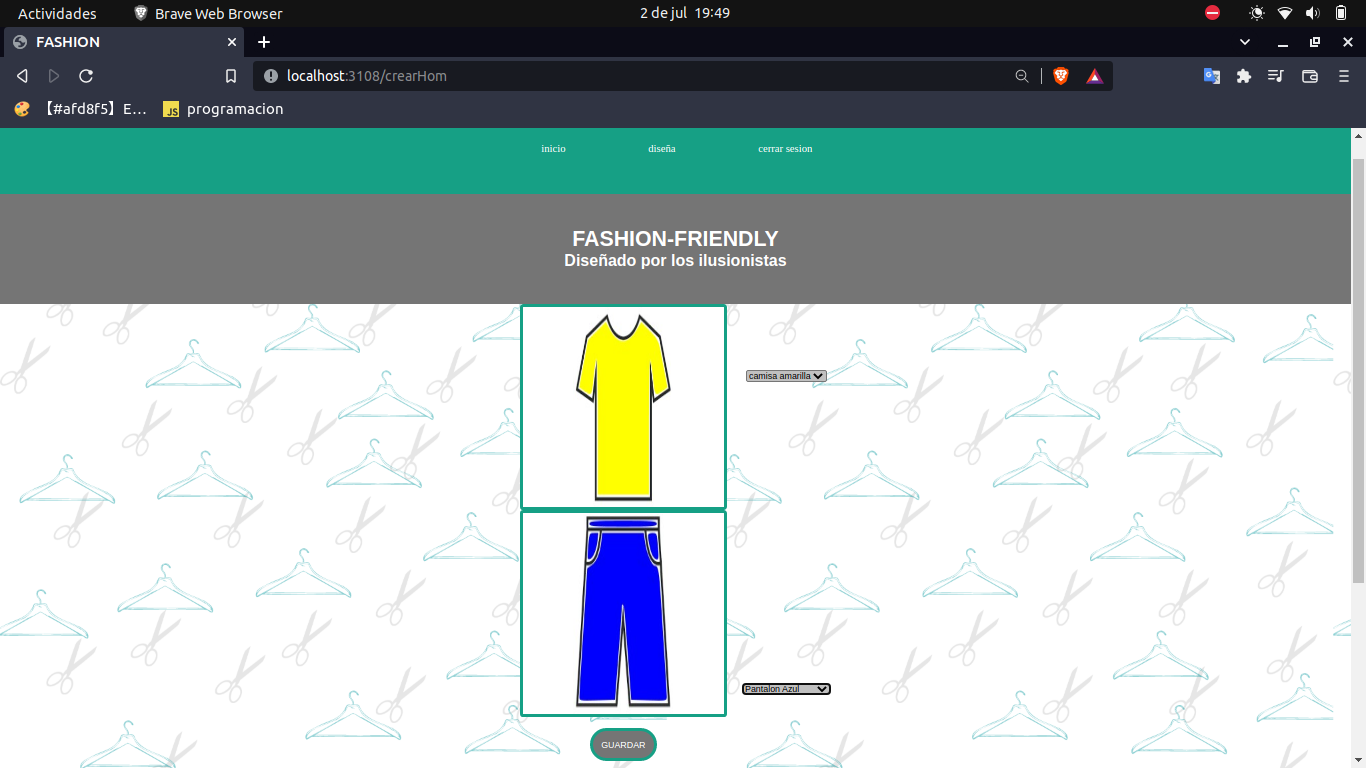 Actividades
Brave Web Browser
2 de jul 19:49
FASHION
localhost:3108/crearHom
【#afd8f5】E…
JS
programacion
inicio
diseña
cerrar sesion
FASHION-FRIENDLY
Diseñado por los ilusionistas
camisa amarilla
Pantalon Azul
GUARDAR